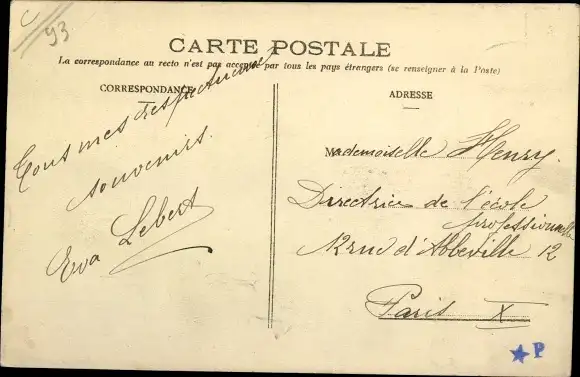 C
93
CARTE POSTALE
La correspondance au recto n'est pas acceptée par tous les pays étrangers (se renseigner à la Poste)
CORRESPONDANCE
Tous mes respectueux
souvenirs.
Eva Lebert
ADRESSE
Mademoiselle Henry.
Directrice de l'école
professionnelle
12 rue d'Abbeville 12
Paris X
★P